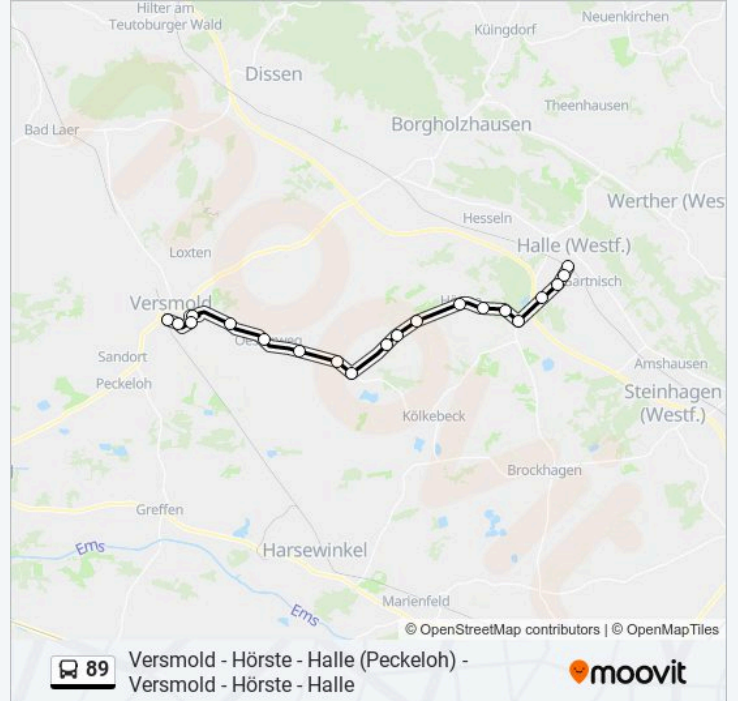 Hilter am
Teutoburger Wald
Neuenkirchen
Küingdorf
Dissen
Theenhausen
Bad Laer
Borgholzhausen
Werther (Wes
Hesseln
Halle (Westf.)
Loxten
Gartnisch
Versmold
Sandort
Peckeloh
Amshausen
Steinhagen
(Westf.)
Kölkebeck
Brockhagen
Greffen
Ems
Harsewinkel
Ems
Marienfeld
© OpenStreetMap contributors | © OpenMapTiles
89
Versmold - Hörste - Halle (Peckeloh) -
Versmold - Hörste - Halle
moovit